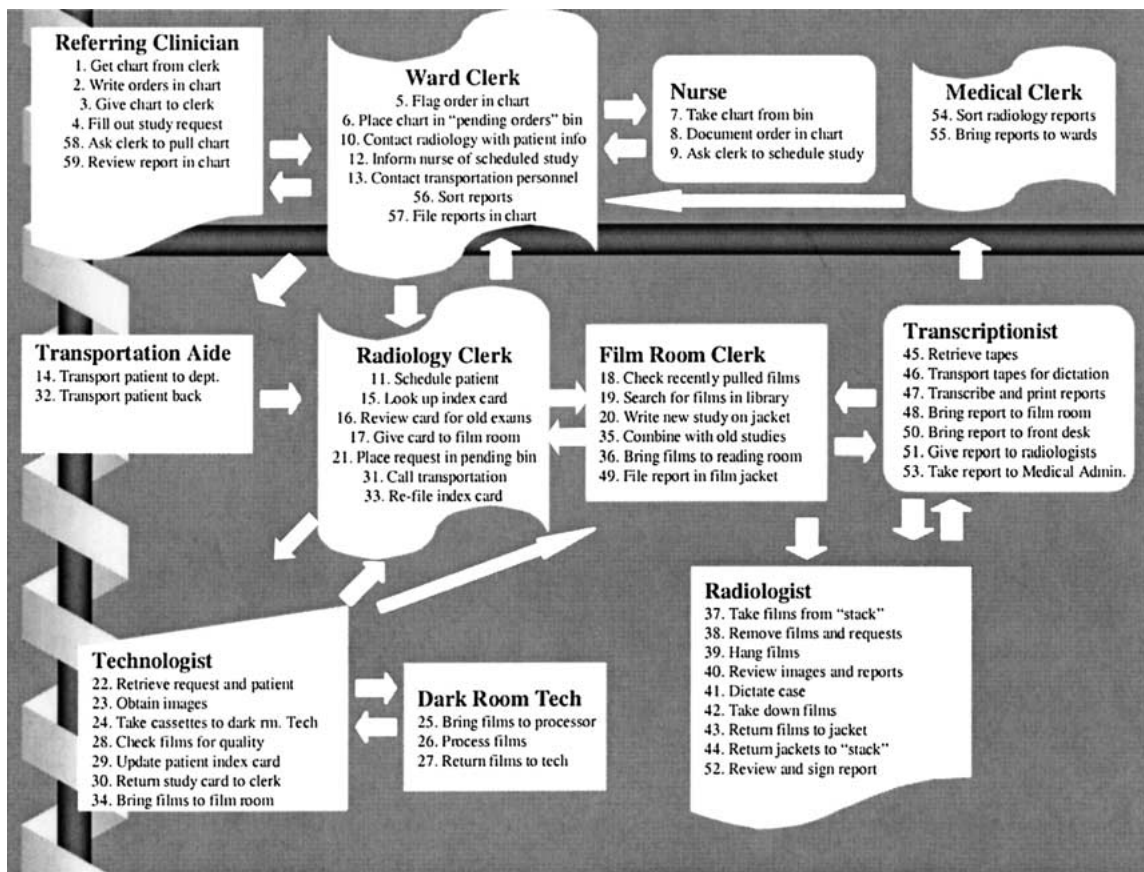 Referring Clinician
1. Get chart from clerk
2. Write orders in chart
3. Give chart to clerk
4. Fill out study request
58. Ask clerk to pull chart
59. Review report in chart
Ward Clerk
5. Flag order in chart
6. Place chart in “pending orders” bin
10. Contact radiology with patient info
12. Inform nurse of scheduled study
13. Contact transportation personnel
56. Sort reports
57. File reports in chart
Nurse
7. Take chart from bin
8. Document order in chart
9. Ask clerk to schedule study
Medical Clerk
54. Sort radiology reports
55. Bring reports to wards
Transportation Aide
14. Transport patient to dept.
32. Transport patient back
Radiology Clerk
11. Schedule patient
15. Look up index card
16. Review card for old exams
17. Give card to film room
21. Place request in pending bin
31. Call transportation
33. Re-file index card
Film Room Clerk
18. Check recently pulled films
19. Search for films in library
20. Write new study on jacket
35. Combine with old studies
36. Bring films to reading room
49. File report in film jacket
Transcriptionist
45. Retrieve tapes
46. Transport tapes for dictation
47. Transcribe and print reports
48. Bring report to film room
50. Bring report to front desk
51. Give report to radiologists
53. Take report to Medical Admin.
Technologist
22. Retrieve request and patient
23. Obtain images
24. Take cassettes to dark rm. Tech
28. Check films for quality
29. Update patient index card
30. Return study card to clerk
34. Bring films to film room
Dark Room Tech
25. Bring films to processor
26. Process films
27. Return films to tech
Radiologist
37. Take films from “stack”
38. Remove films and requests
39. Hang films
40. Review images and reports
41. Dictate case
42. Take down films
43. Return films to jacket
44. Return jackets to “stack”
52. Review and sign report